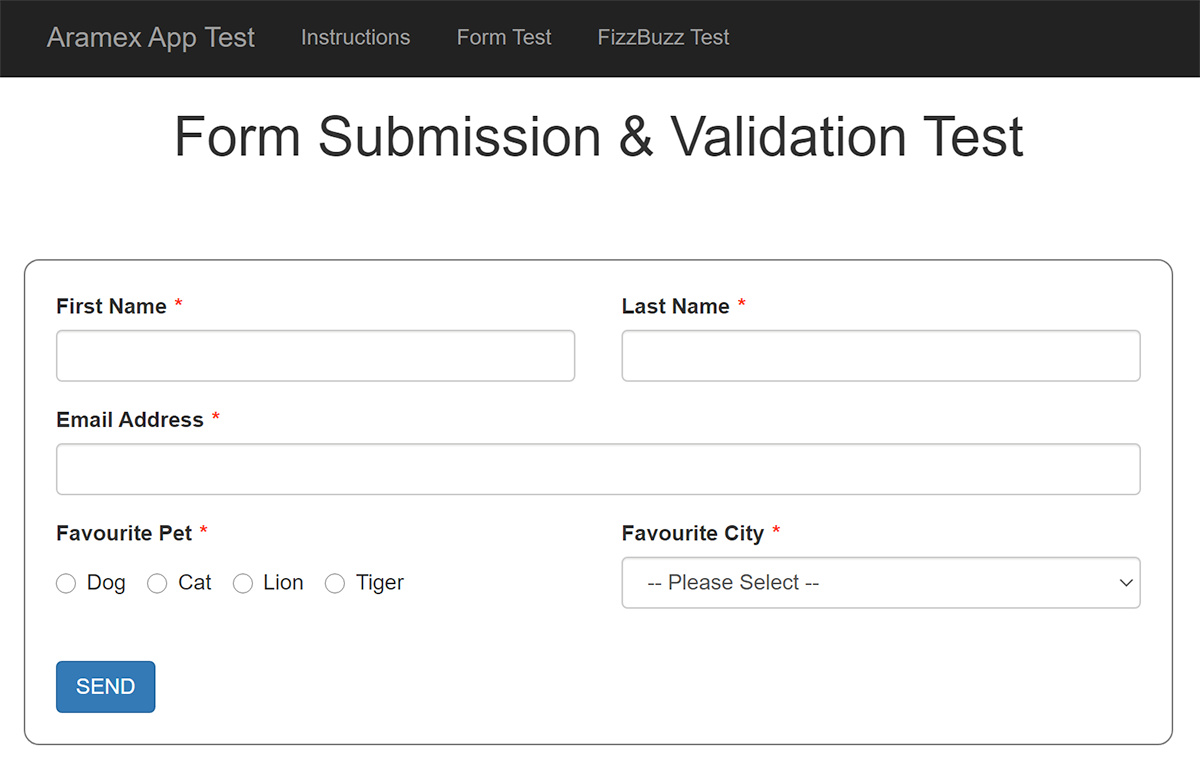 Aramex App Test Instructions Form Test FizzBuzz Test
Form Submission & Validation Test
First Name * Last Name *
Email Address *
Favourite Pet * Favourite City *
Dog Cat Lion Tiger -- Please Select --
SEND